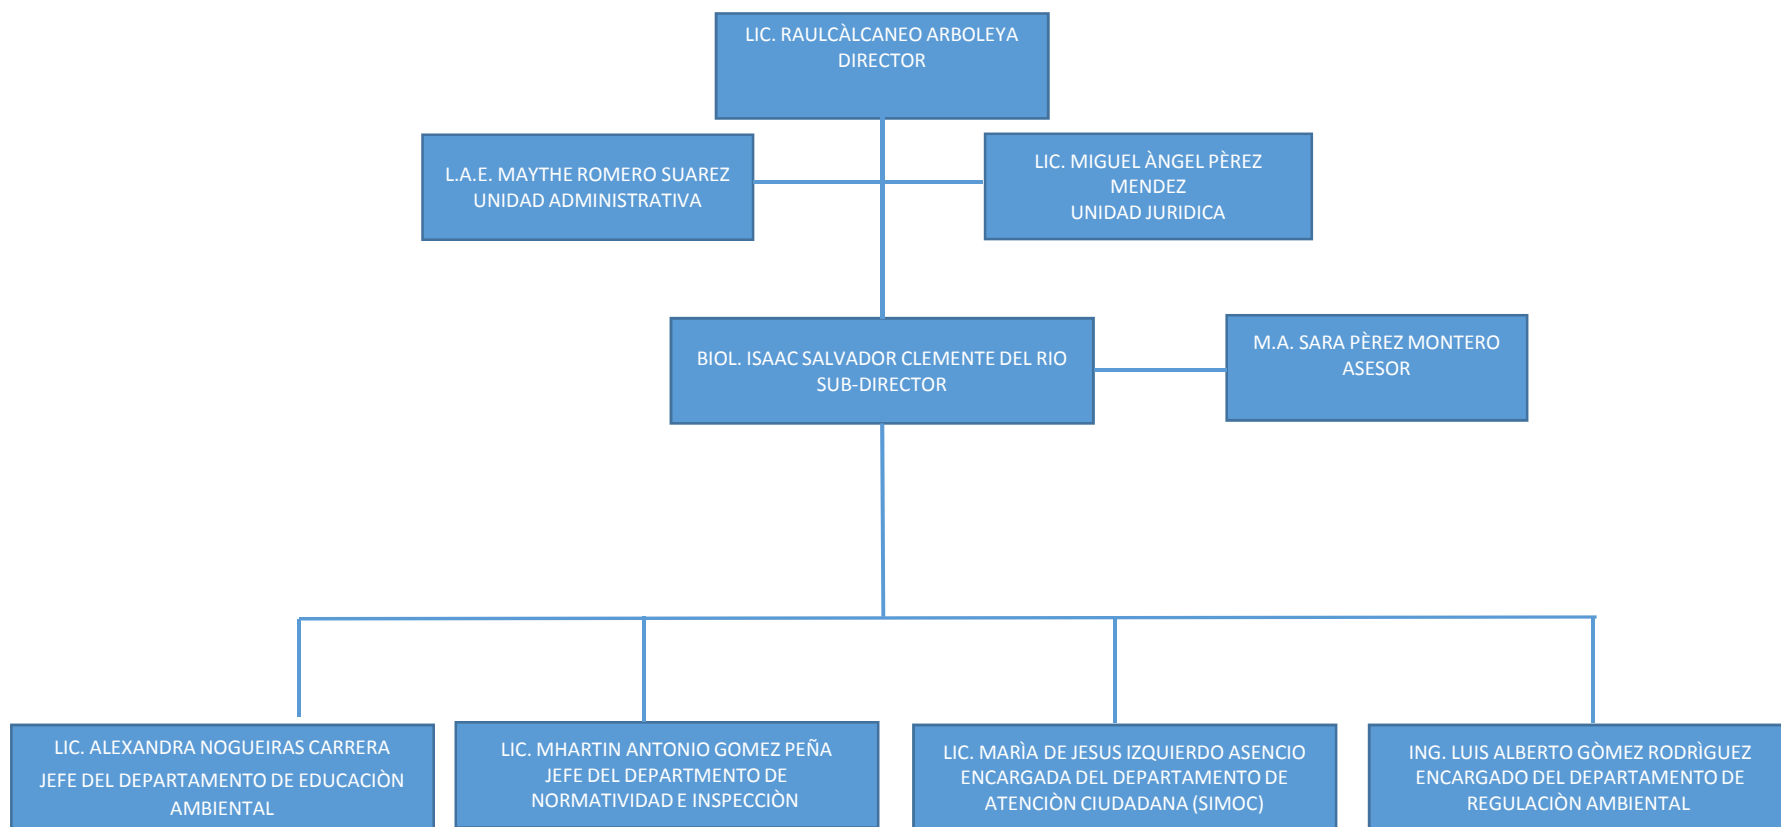 LIC. RAULCÀLCANEO ARBOLEYA
DIRECTOR
L.A.E. MAYTHE ROMERO SUAREZ
UNIDAD ADMINISTRATIVA
LIC. MIGUEL ÀNGEL PÈREZ
MENDEZ
UNIDAD JURIDICA
BIOL. ISAAC SALVADOR CLEMENTE DEL RIO
SUB-DIRECTOR
M.A. SARA PÈREZ MONTERO
ASESOR
LIC. ALEXANDRA NOGUEIRAS CARRERA
JEFE DEL DEPARTAMENTO DE EDUCACIÒN
AMBIENTAL
LIC. MHARTIN ANTONIO GOMEZ PEÑA
JEFE DEL DEPARTMENTO DE
NORMATIVIDAD E INSPECCIÒN
LIC. MARÌA DE JESUS IZQUIERDO ASENCIO
ENCARGADA DEL DEPARTAMENTO DE
ATENCIÒN CIUDADANA (SIMOC)
ING. LUIS ALBERTO GÒMEZ RODRÌGUEZ
ENCARGADO DEL DEPARTAMENTO DE
REGULACIÒN AMBIENTAL